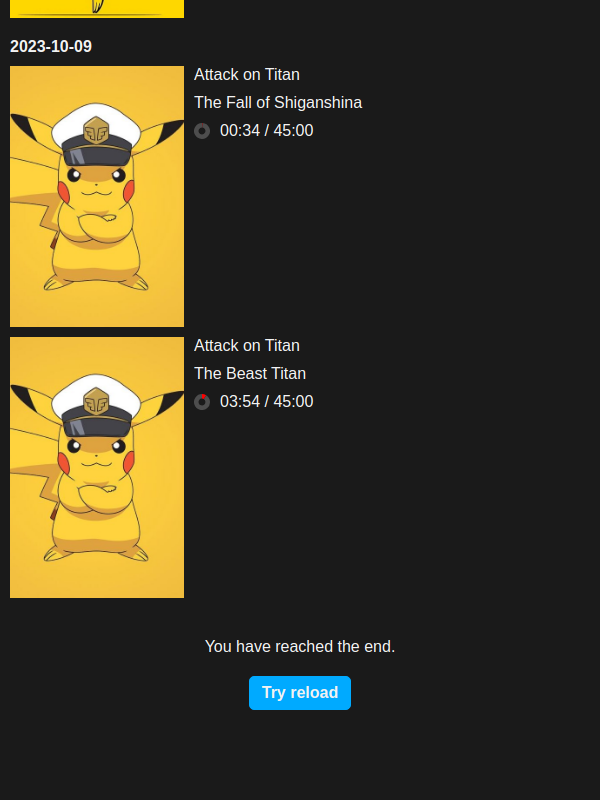 2023-10-09
Attack on Titan
The Fall of Shiganshina
00:34 / 45:00
Attack on Titan
The Beast Titan
03:54 / 45:00
You have reached the end.
Try reload